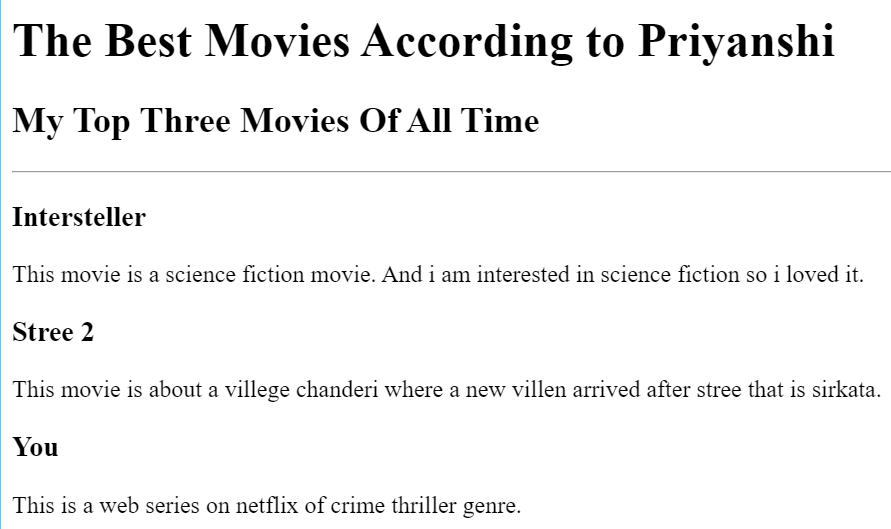 The Best Movies According to Priyanshi
My Top Three Movies Of All Time
Intersteller
This movie is a science fiction movie. And i am interested in science fiction so i loved it.
Stree 2
This movie is about a villege chanderi where a new villen arrived after stree that is sirkata.
You
This is a web series on netflix of crime thriller genre.